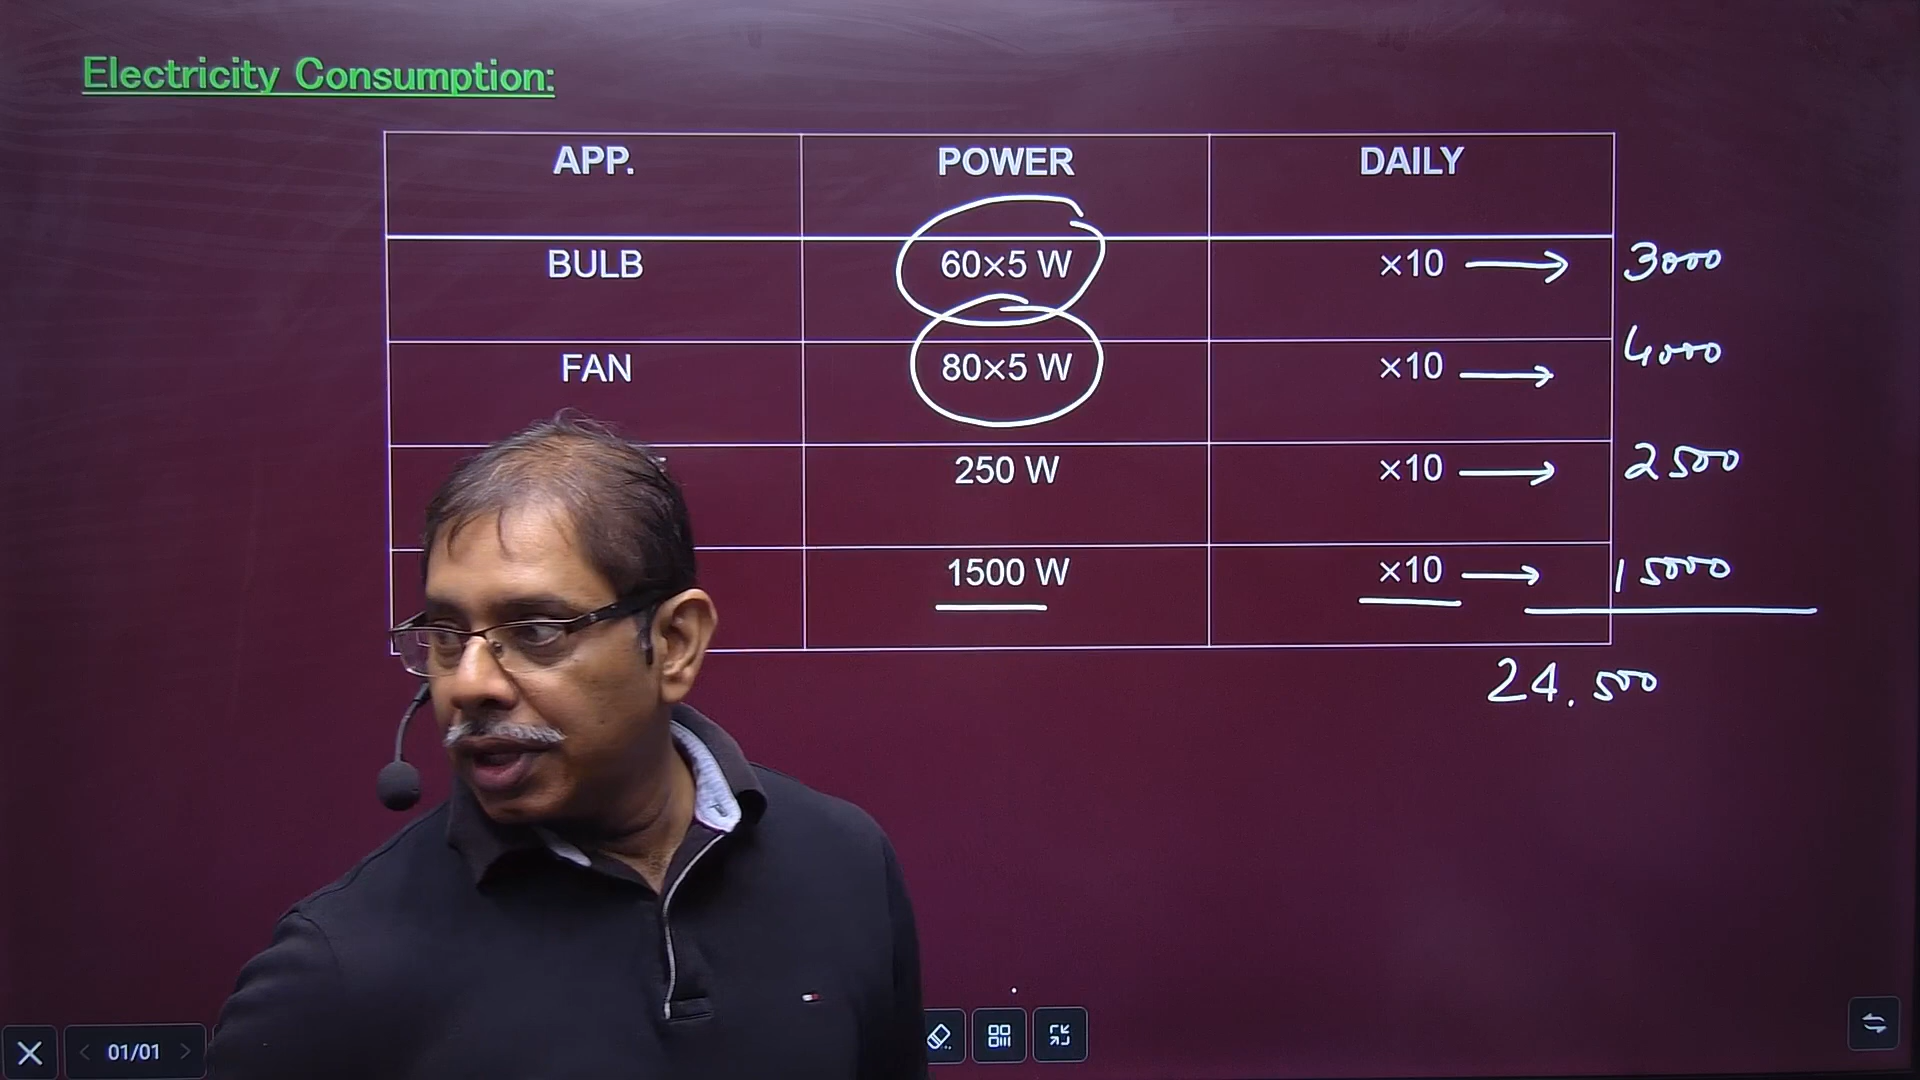 Electricity Consumption:
APP. POWER DAILY
BULB 60×5 W ×10 → 3000
FAN 80×5 W ×10 → 4000
250 W ×10 → 2500
1500 W ×10 → 15000
24.500
01/01